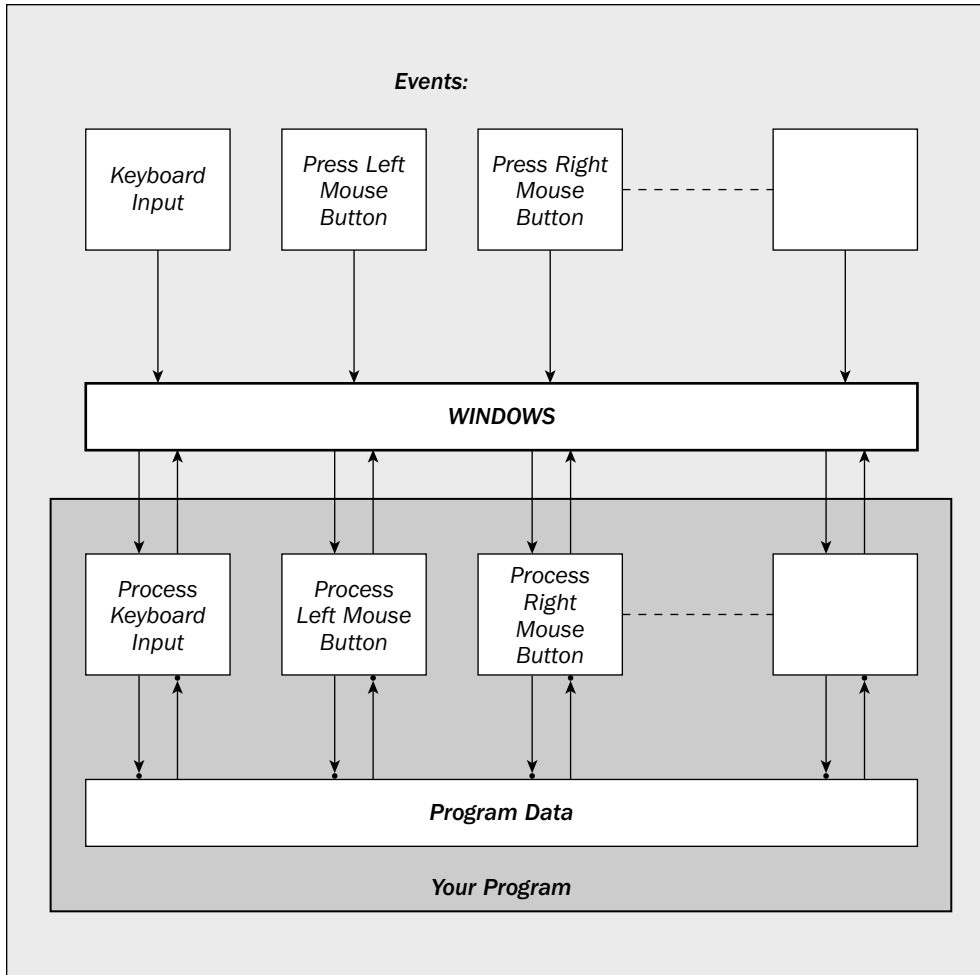 Events:
Keyboard
Input
Press Left
Mouse
Button
Press Right
Mouse
Button
WINDOWS
Process
Keyboard
Input
Process
Left Mouse
Button
Process
Right
Mouse
Button
Program Data
Your Program